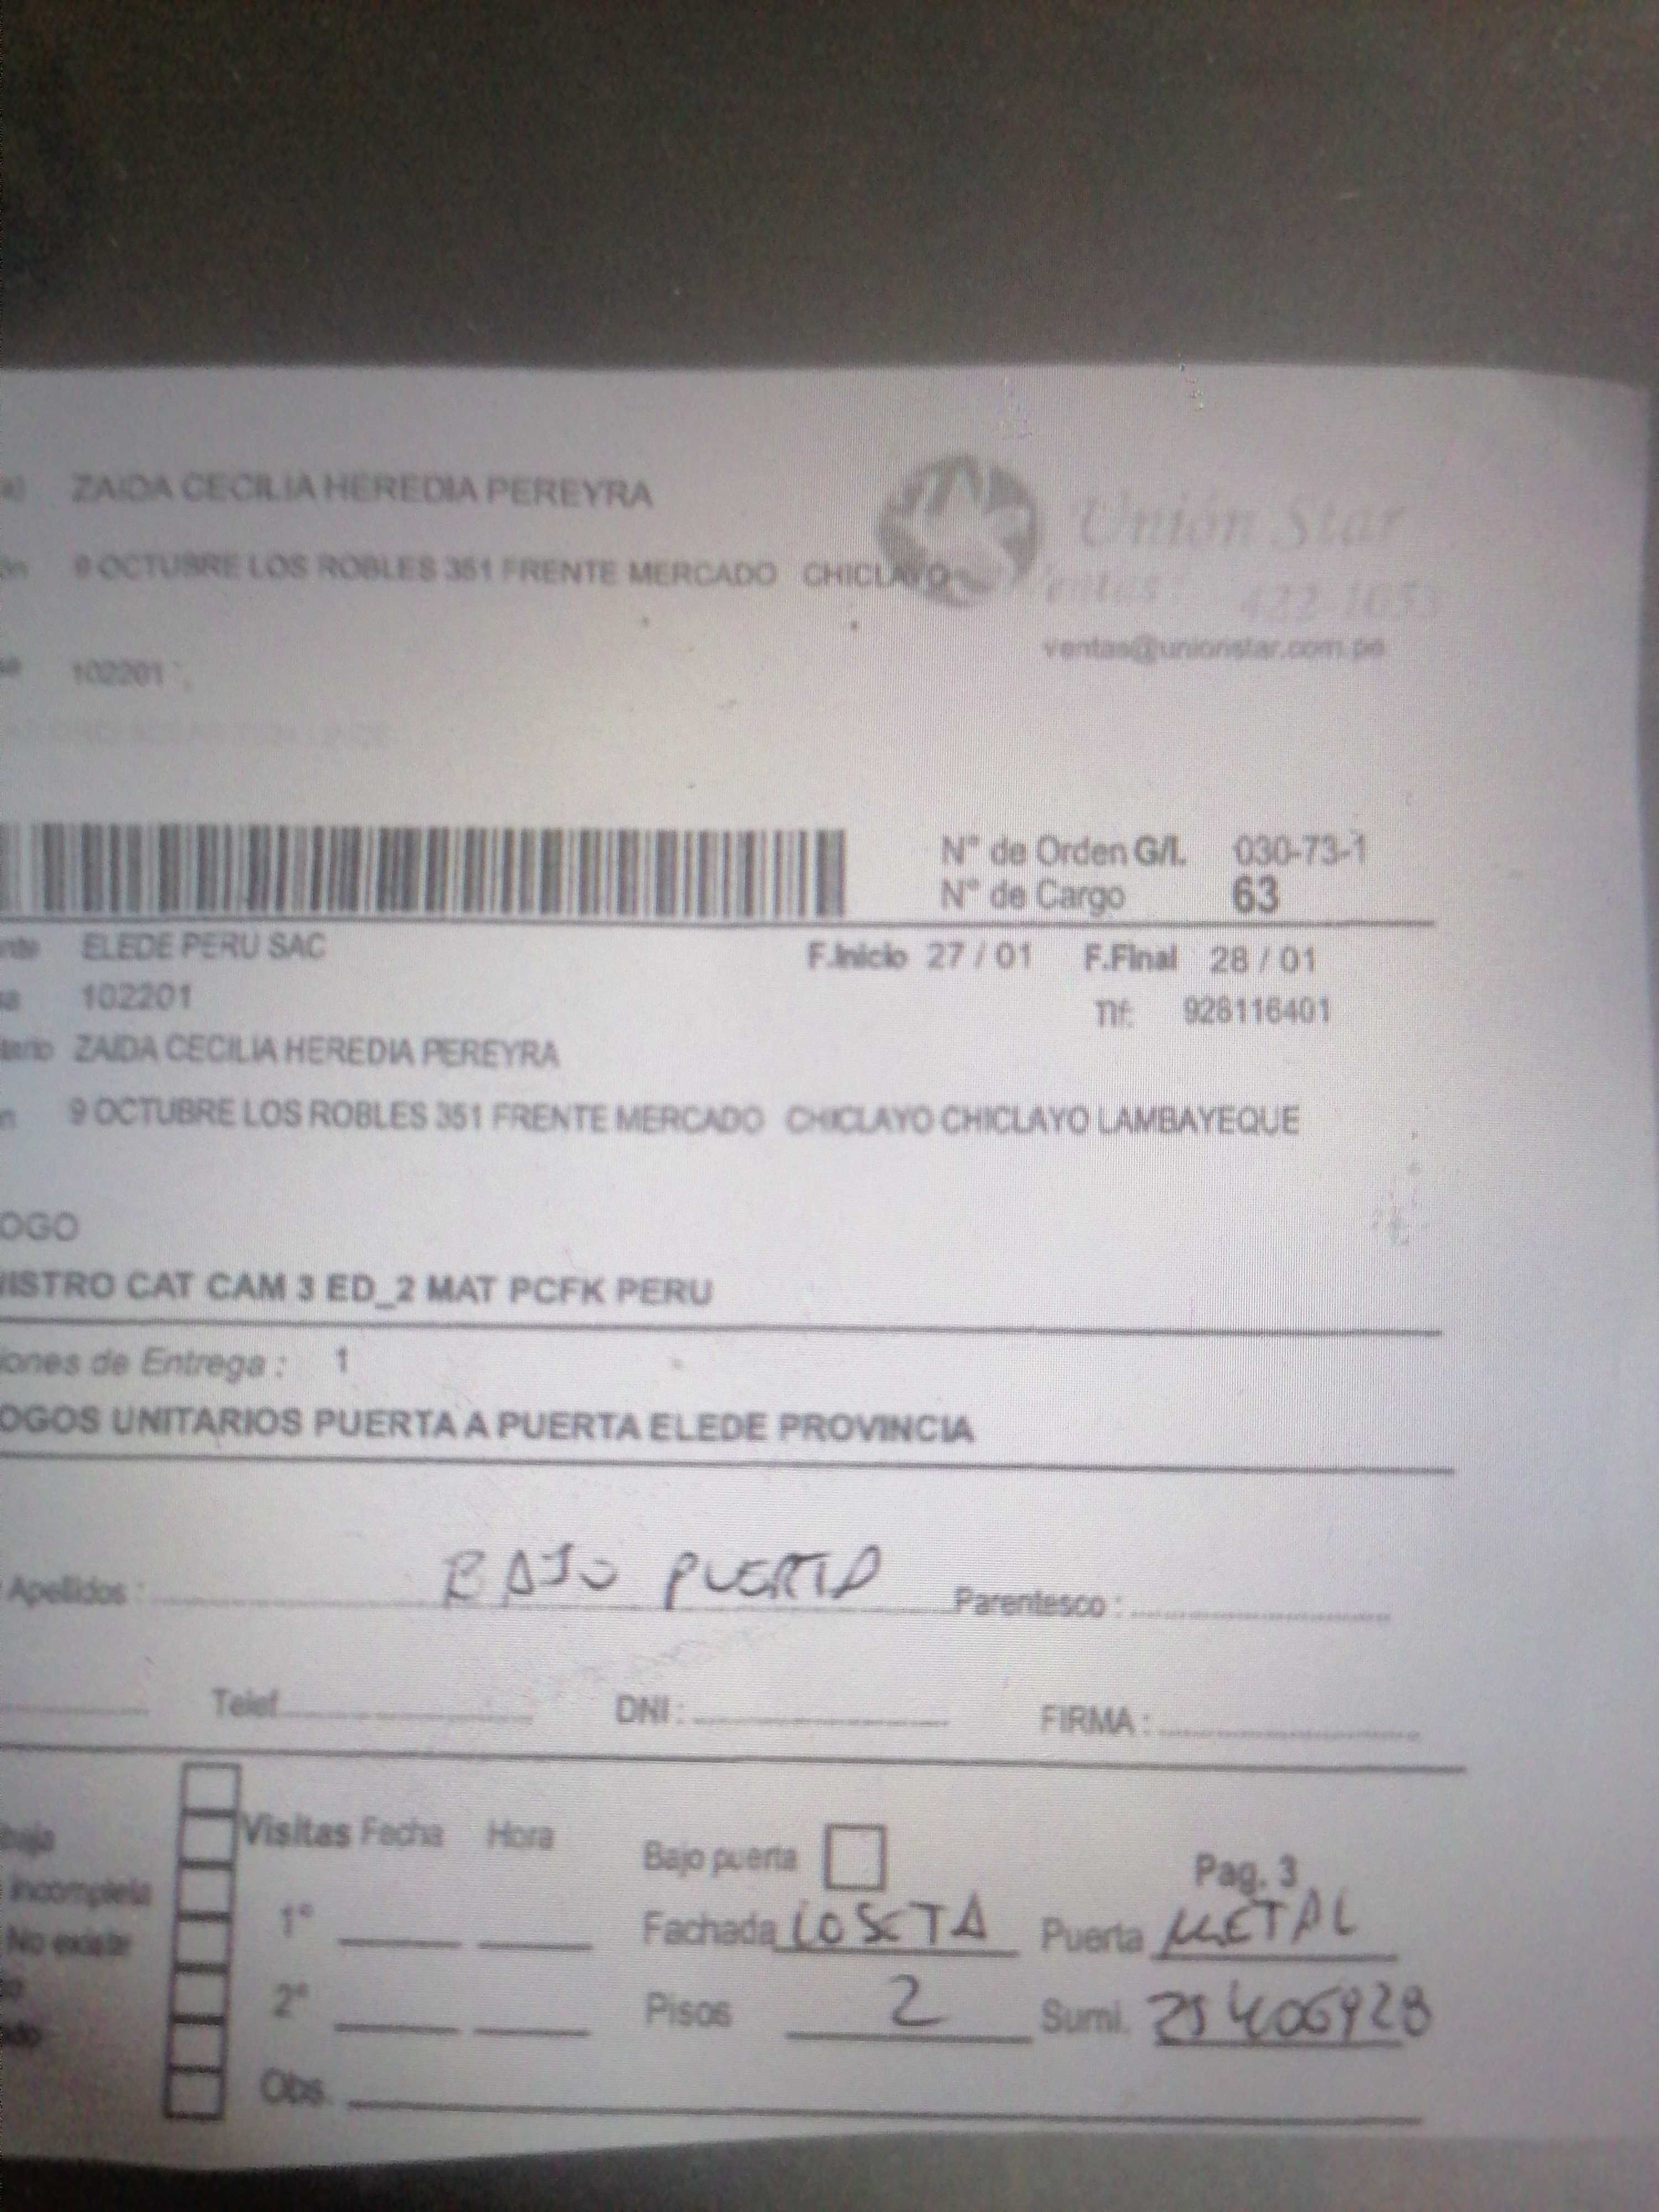 ZAIDA CECILIA HEREDIA PEREYRA
Unión Star
9 OCTUBRE LOS ROBLES 351 FRENTE MERCADO CHICLAYO
entas: 422-1053
ventas@unionstar.com.pe
102201
N° de Orden G/I. 030-73-1
N° de Cargo 63
ELEDE PERU SAC F.Inicio 27 / 01 F.Final 28 / 01
102201 Tlf: 928116401
ZAIDA CECILIA HEREDIA PEREYRA
9 OCTUBRE LOS ROBLES 351 FRENTE MERCADO CHICLAYO CHICLAYO LAMBAYEQUE
OGO
ISTRO CAT CAM 3 ED_2 MAT PCFK PERU
iones de Entrega : 1
OGOS UNITARIOS PUERTA A PUERTA ELEDE PROVINCIA
Apellidos : BAJO PUERTA Parentesco :
Telef. DNI : FIRMA :
baja Visitas Fecha Hora Bajo puerta Pag. 3
incompleta 1° Fachada LOSETA Puerta METAL
No existe
2° Pisos 2 Sumi. 25406928
Obs.